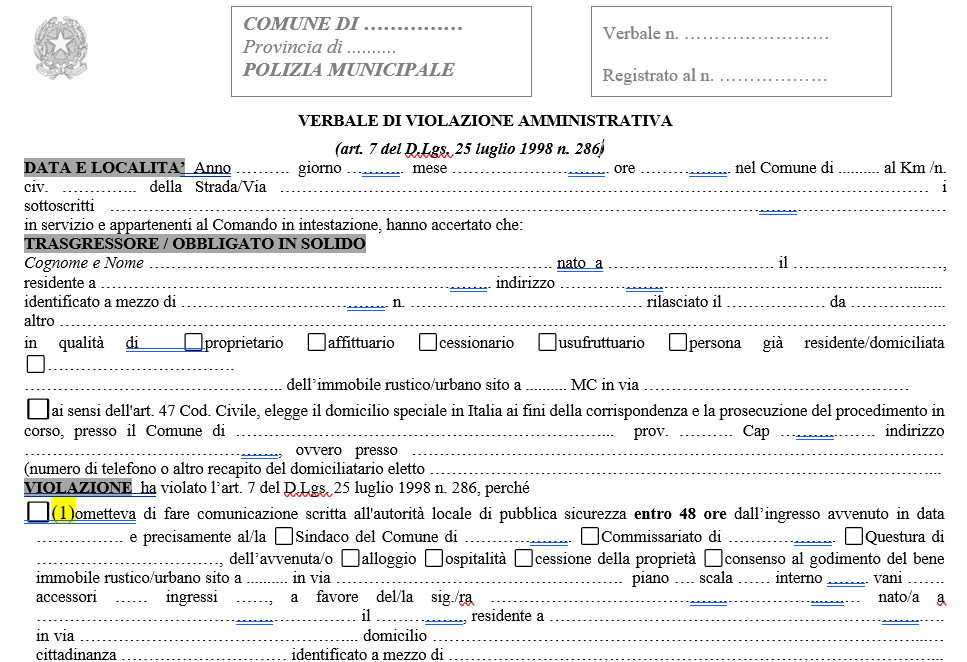 COMUNE DI ……………
Provincia di ..........
POLIZIA MUNICIPALE
Verbale n. ……………………
Registrato al n. ………………
VERBALE DI VIOLAZIONE AMMINISTRATIVA
(art. 7 del D.Lgs. 25 luglio 1998 n. 286)
DATA E LOCALITA’ Anno ………. giorno ………. mese …………………….. ore ……………. nel Comune di .......... al Km /n.
civ. ………….. della Strada/Via …………………………………………………………………………………… i
sottoscritti ……………………………………………………………………………………………………………
in servizio e appartenenti al Comando in intestazione, hanno accertato che:
TRASGRESSORE / OBBLIGATO IN SOLIDO
Cognome e Nome …………………………………………………………… nato a ………………………… il ……………………,
residente a ………………………………………………………. indirizzo ……………………………………………………
identificato a mezzo di ……………………………. n. ………………………………… rilasciato il ……………… da ……………...
altro ……………………………………………………………………………………………………………………
in qualità di proprietario affittuario cessionario usufruttuario persona già residente/domiciliata
…………………………
…………………………………….. dell’immobile rustico/urbano sito a .......... MC in via ………………………………………
ai sensi dell'art. 47 Cod. Civile, elegge il domicilio speciale in Italia ai fini della corrispondenza e la prosecuzione del procedimento in
corso, presso il Comune di ………………………………………………………... prov. ………. Cap …………. indirizzo
……………………………………, ovvero presso ………………………………………………………………………………
(numero di telefono o altro recapito del domiciliatario eletto …………………………………………………………………………...
VIOLAZIONE ha violato l’art. 7 del D.Lgs. 25 luglio 1998 n. 286, perché
(1)ometteva di fare comunicazione scritta all'autorità locale di pubblica sicurezza entro 48 ore dall’ingresso avvenuto in data
…………… e precisamente al/la Sindaco del Comune di …………………. Commissariato di …………………. Questura di
…………………………, dell’avvenuta/o alloggio ospitalità cessione della proprietà consenso al godimento del bene
immobile rustico/urbano sito a .......... in via ………………………………………… piano …. scala …… interno ……. vani …….
accessori …… ingressi ……, a favore del/la sig./ra …………………………………………………… nato/a a
………………………………… il ………………, residente a ……………………………………………………
in via ………………………………………... domicilio ……………………………………………………………………………
cittadinanza ……………………… identificato a mezzo di …………………………………………………………………………...